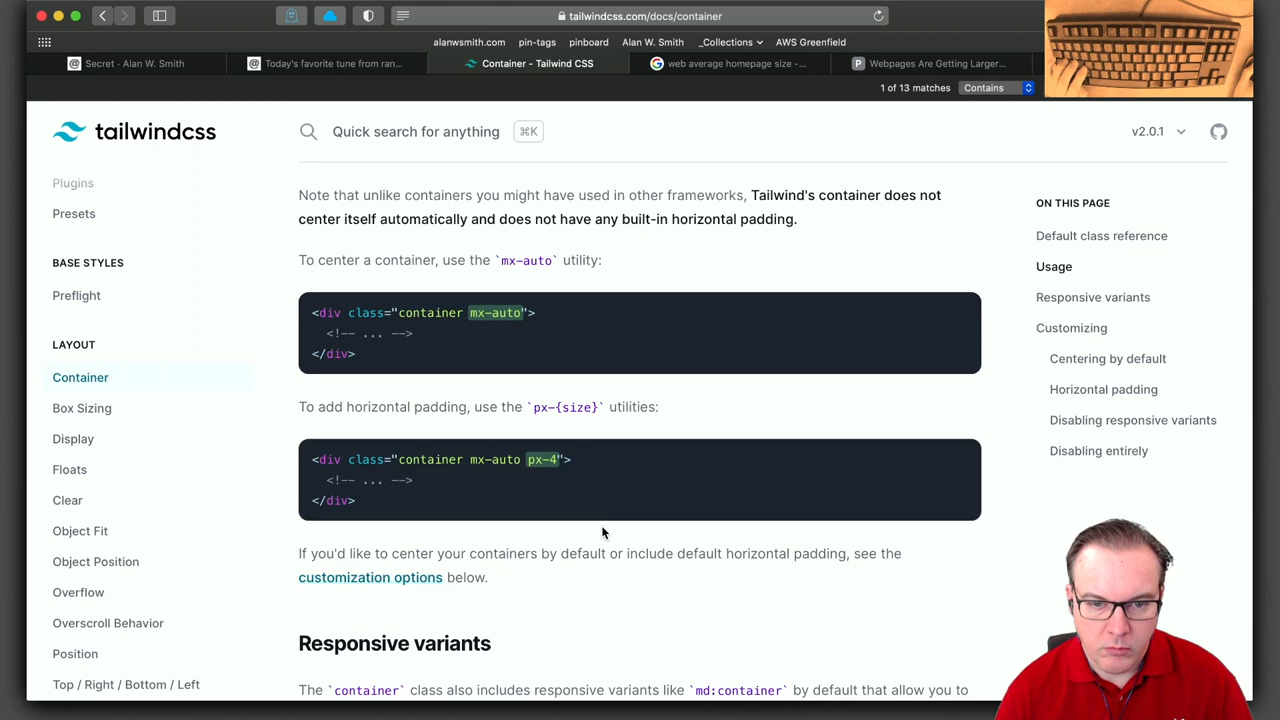 tailwindcss.com/docs/container
alanwsmith.com pin-tags pinboard Alan W. Smith _Collections AWS Greenfield
Secret · Alan W. Smith
Today's favorite tune from ran...
Container - Tailwind CSS
web average homepage size -...
Webpages Are Getting Larger...
1 of 13 matches Contains
tailwindcss
Quick search for anything ⌘K
v2.0.1
Plugins
Presets
BASE STYLES
Preflight
LAYOUT
Container
Box Sizing
Display
Floats
Clear
Object Fit
Object Position
Overflow
Overscroll Behavior
Position
Top / Right / Bottom / Left
Note that unlike containers you might have used in other frameworks, Tailwind's container does not
center itself automatically and does not have any built-in horizontal padding.
To center a container, use the `mx-auto` utility:
<div class="container mx-auto">
<!-- ... -->
</div>
To add horizontal padding, use the `px-{size}` utilities:
<div class="container mx-auto px-4">
<!-- ... -->
</div>
If you'd like to center your containers by default or include default horizontal padding, see the
customization options below.
Responsive variants
The `container` class also includes responsive variants like `md:container` by default that allow you to
ON THIS PAGE
Default class reference
Usage
Responsive variants
Customizing
Centering by default
Horizontal padding
Disabling responsive variants
Disabling entirely